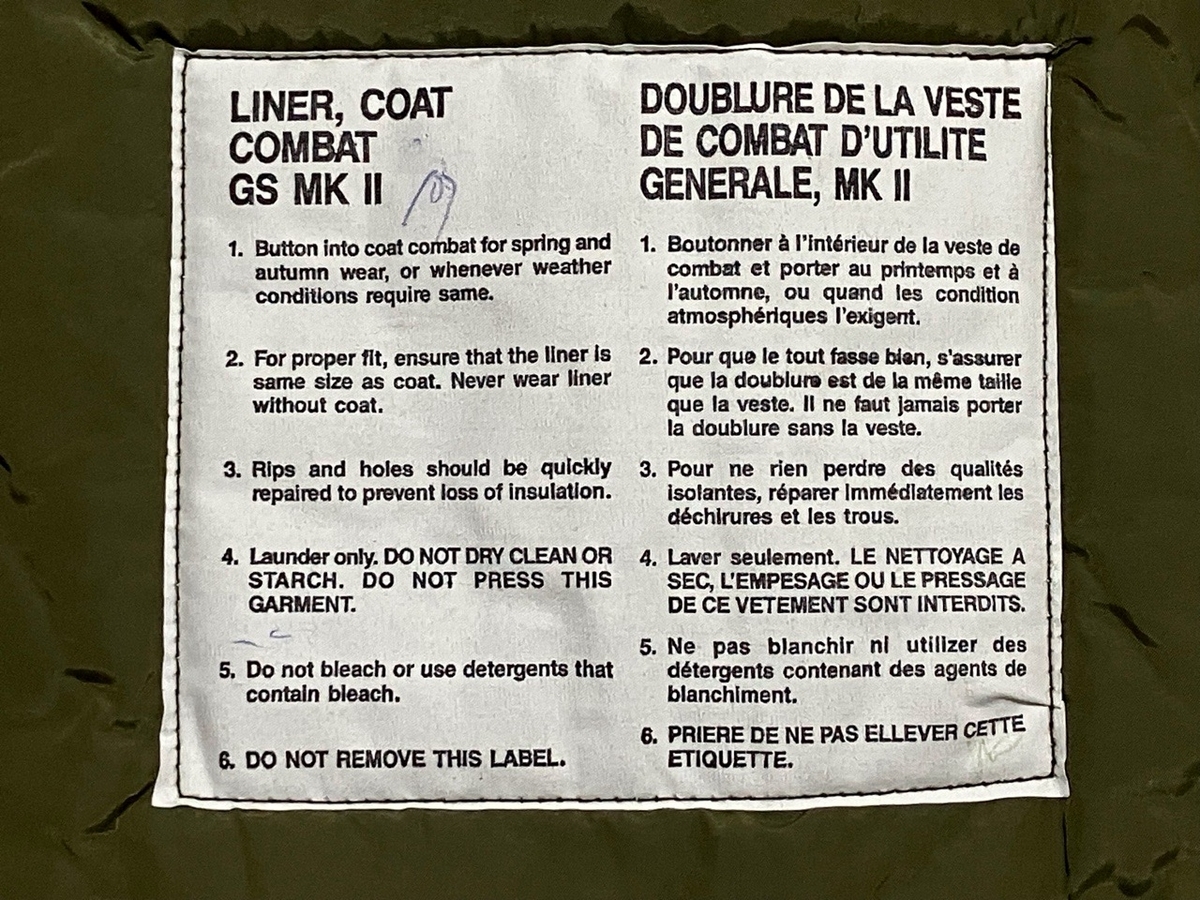 LINER, COAT
COMBAT
GS MK II
1. Button into coat combat for spring and
autumn wear, or whenever weather
conditions require same.
2. For proper fit, ensure that the liner is
same size as coat. Never wear liner
without coat.
3. Rips and holes should be quickly
repaired to prevent loss of insulation.
4. Launder only. DO NOT DRY CLEAN OR
STARCH. DO NOT PRESS THIS
GARMENT.
5. Do not bleach or use detergents that
contain bleach.
6. DO NOT REMOVE THIS LABEL.
DOUBLURE DE LA VESTE
DE COMBAT D'UTILITE
GENERALE, MK II
1. Boutonner à l'intérieur de la veste de
combat et porter au printemps et à
l'automne, ou quand les condition
atmosphériques l'exigent.
2. Pour que le tout fasse bien, s'assurer
que la doublure est de la même taille
que la veste. Il ne faut jamais porter
la doublure sans la veste.
3. Pour ne rien perdre des qualités
isolantes, réparer immédiatement les
déchirures et les trous.
4. Laver seulement. LE NETTOYAGE A
SEC, L'EMPESAGE OU LE PRESSAGE
DE CE VETEMENT SONT INTERDITS.
5. Ne pas blanchir ni utilizer des
détergents contenant des agents de
blanchiment.
6. PRIERE DE NE PAS ELLEVER CETTE
ETIQUETTE.